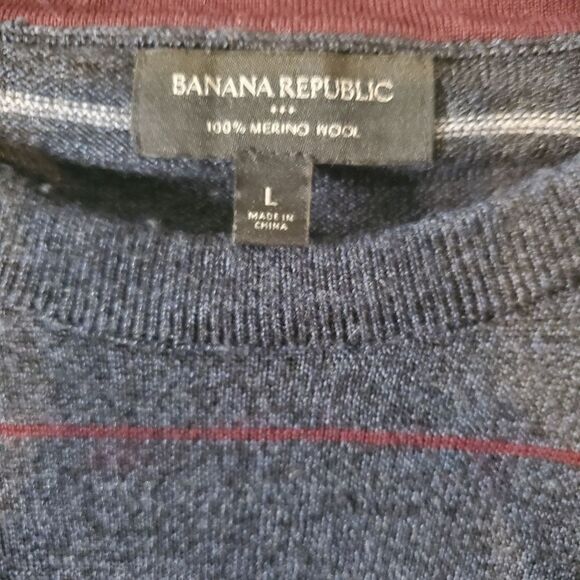 BANANA REPUBLIC
100% MERINO WOOL
L
MADE IN
CHINA